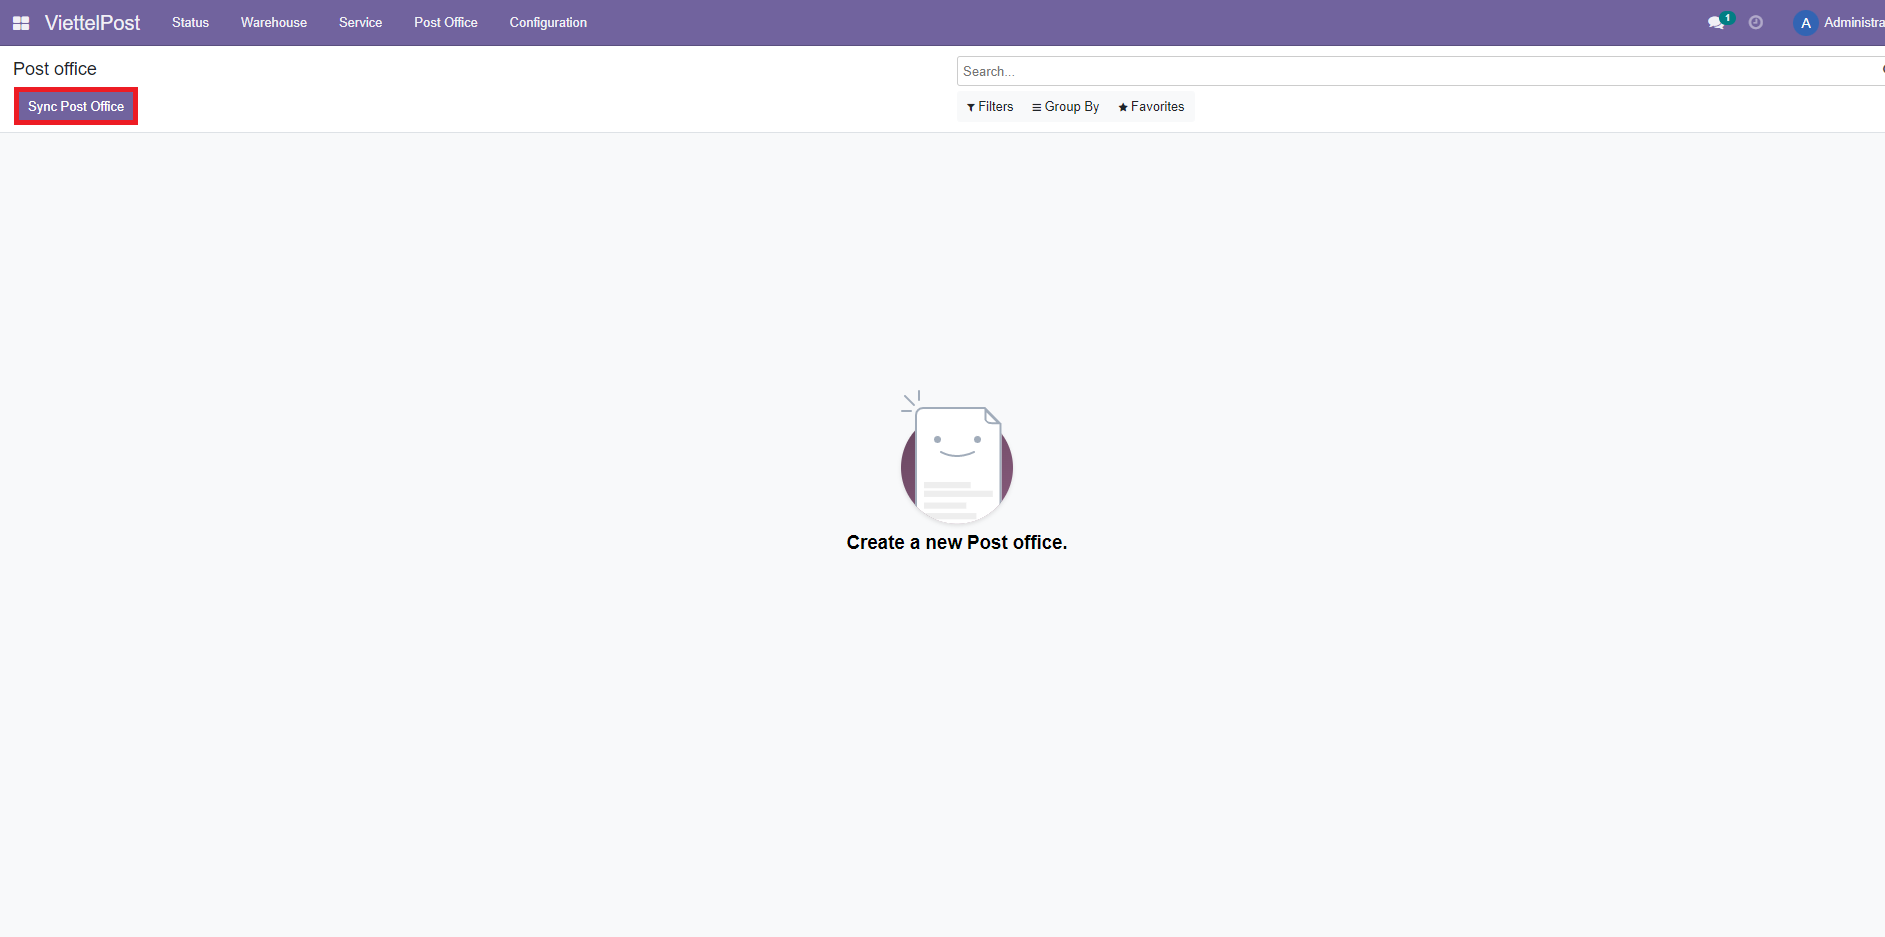 ViettelPost Status Warehouse Service Post Office Configuration 1 A Administra
Post office
Search...
Sync Post Office
Filters Group By Favorites
Create a new Post office.